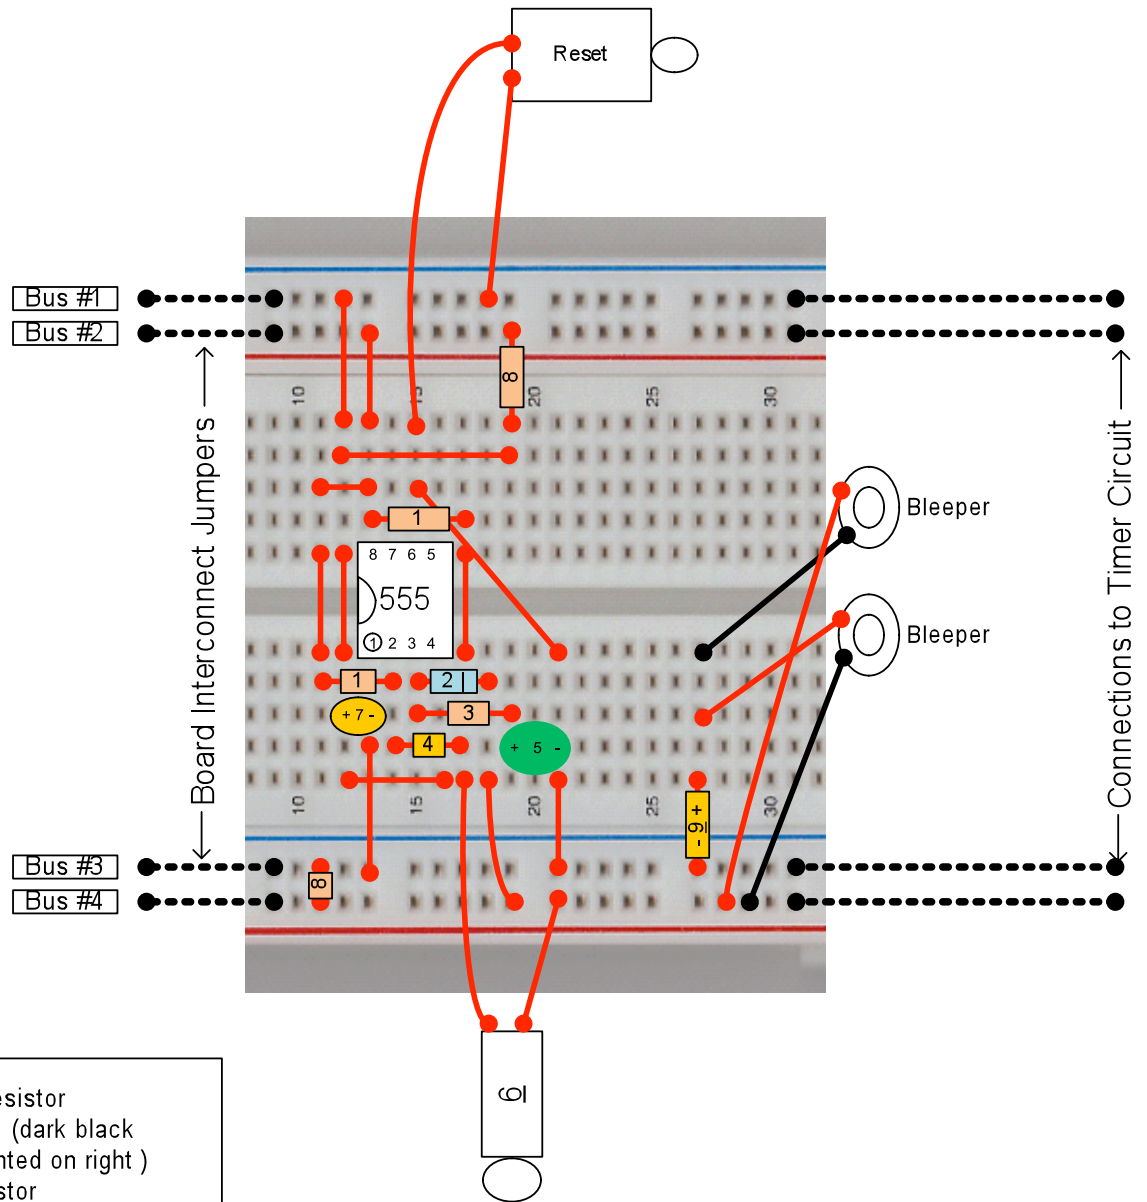 Reset
Bus #1
Bus #2
10
15
20
25
30
8
Board Interconnect Jumpers
Connections to Timer Circuit
1
Bleeper
8 7 6 5
555
1 2 3 4
Bleeper
1
2
3
+ 7 -
4
+ 5 -
10
15
20
25
30
- 9 +
Bus #3
8
Bus #4
6
esistor
(dark black
nted on right )
stor